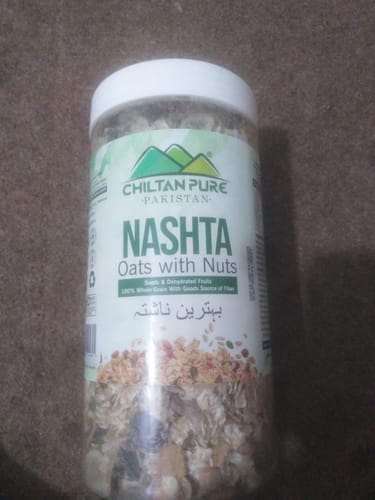 CHILTAN PURE
·PAKISTAN·
NASHTA
Oats with Nuts
Seeds & Dehydrated Fruits
100% Whole Grain With Goods Source of Fiber
بہترین ناشتہ